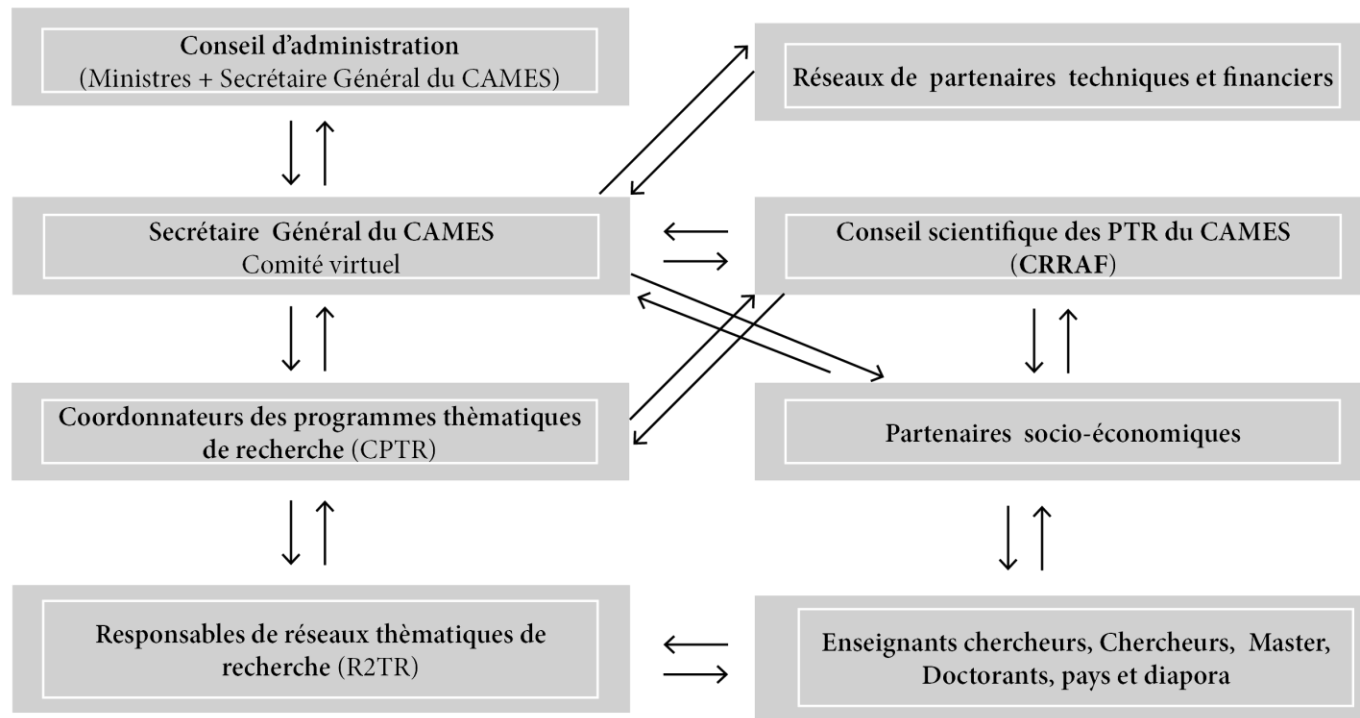 Conseil d'administration
(Ministres + Secrétaire Général du CAMES)
Réseaux de partenaires techniques et financiers
Secrétaire Général du CAMES
Comité virtuel
Conseil scientifique des PTR du CAMES
(CRRAF)
Coordonnateurs des programmes thèmatiques
de recherche (CPTR)
Partenaires socio-économiques
Responsables de réseaux thèmatiques de
recherche (R2TR)
Enseignants chercheurs, Chercheurs, Master,
Doctorants, pays et diapora